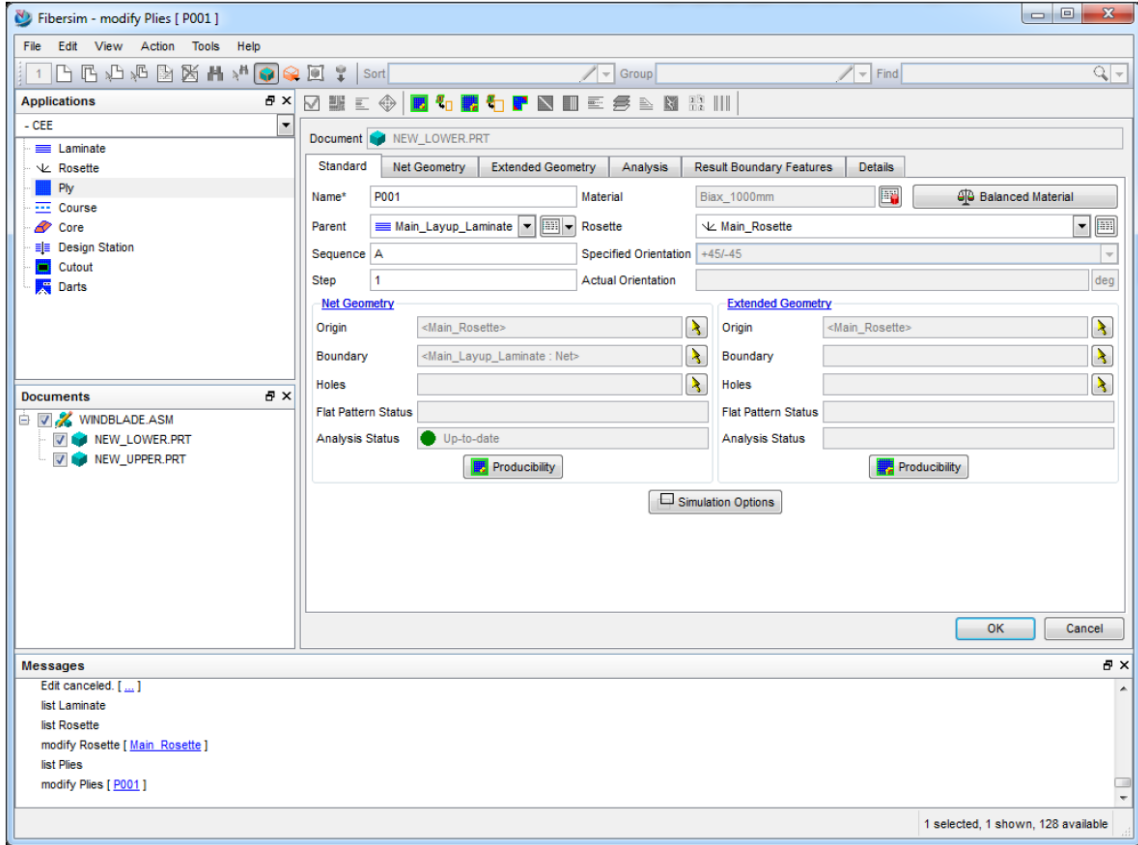 Fibersim - modify Plies [ P001 ]
File Edit View Action Tools Help
1 Sort Group Find
Applications
- CEE
Laminate
Rosette
Ply
Course
Core
Design Station
Cutout
Darts
Documents
WINDBLADE.ASM
NEW_LOWER.PRT
NEW_UPPER.PRT
Document NEW_LOWER.PRT
Standard Net Geometry Extended Geometry Analysis Result Boundary Features Details
Name* P001 Material Biax_1000mm Balanced Material
Parent Main_Layup_Laminate Rosette Main_Rosette
Sequence A Specified Orientation +45/-45
Step 1 Actual Orientation deg
Net Geometry
Origin <Main_Rosette>
Boundary <Main_Layup_Laminate : Net>
Holes
Flat Pattern Status
Analysis Status Up-to-date
Producibility
Extended Geometry
Origin <Main_Rosette>
Boundary
Holes
Flat Pattern Status
Analysis Status
Producibility
Simulation Options
OK Cancel
Messages
Edit canceled. [ ... ]
list Laminate
list Rosette
modify Rosette [ Main_Rosette ]
list Plies
modify Plies [ P001 ]
1 selected, 1 shown, 128 available